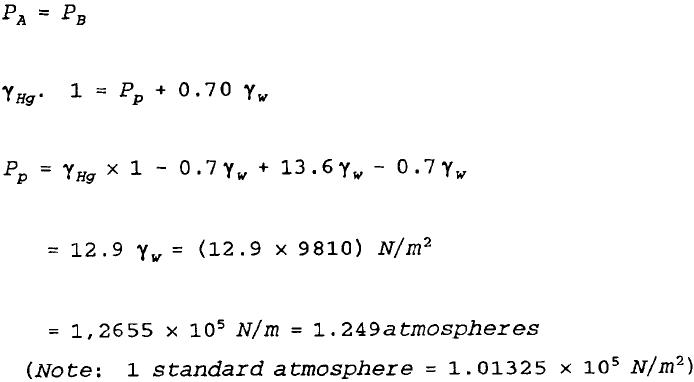 P_A = P_B
γ_Hg. 1 = P_p + 0.70 γ_w
P_p = γ_Hg × 1 - 0.7γ_w + 13.6γ_w - 0.7γ_w
= 12.9 γ_w = (12.9 × 9810) N/m²
= 1,2655 × 10⁵ N/m = 1.249atmospheres
(Note: 1 standard atmosphere = 1.01325 × 10⁵ N/m²)